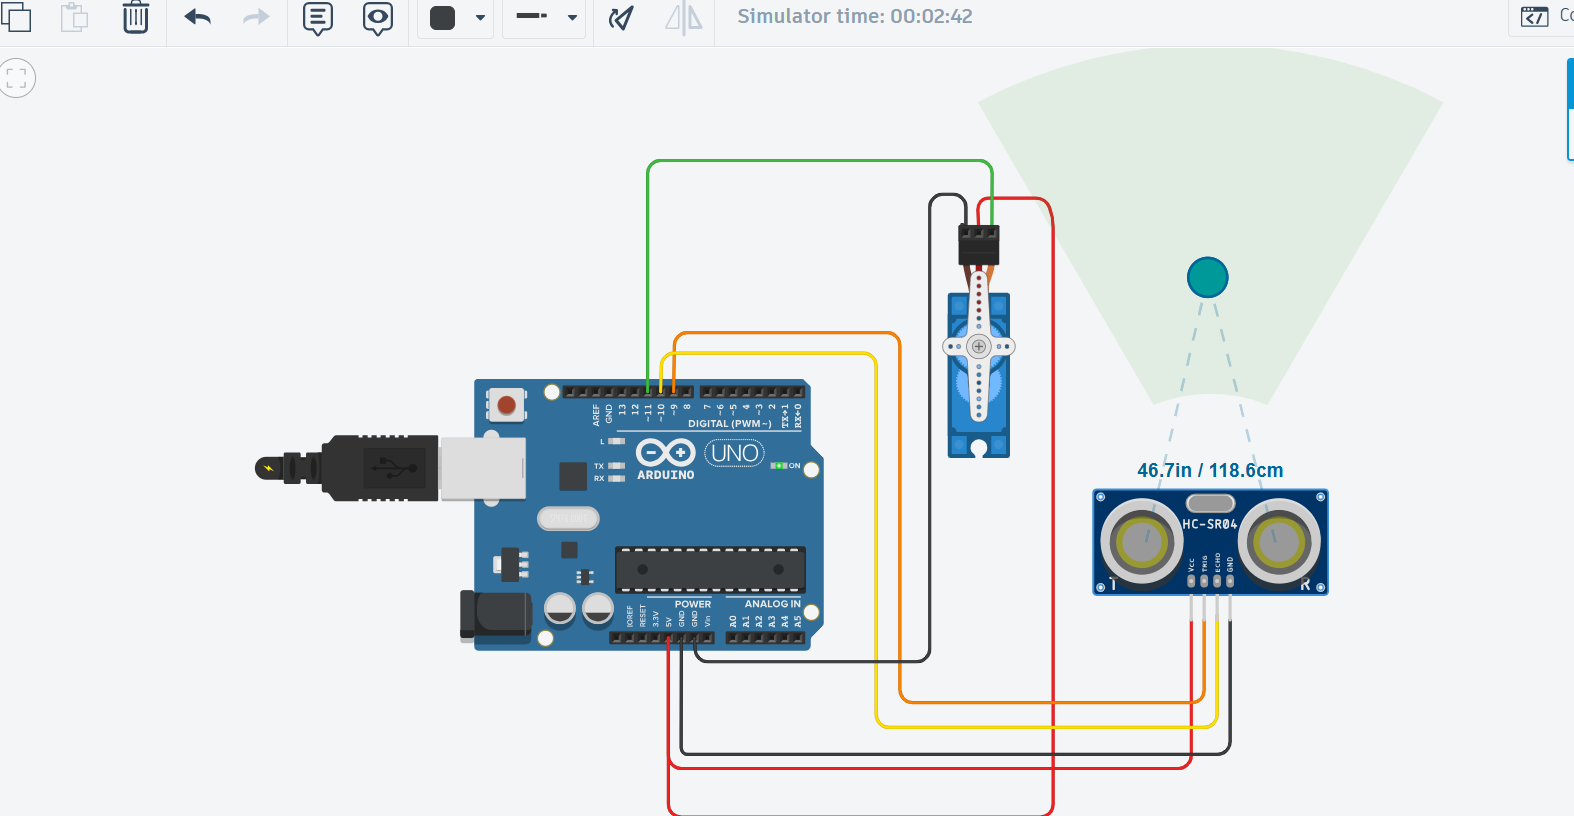 Simulator time: 00:02:42
Co
AREF
GND
13
12
~11
~10
~9
8
7
~6
~5
4
~3
2
TX→1
RX←0
DIGITAL (PWM~)
L
TX
RX
ARDUINO
UNO
ON
POWER
ANALOG IN
IOREF
RESET
3.3V
5V
GND
GND
Vin
A0
A1
A2
A3
A4
A5
46.7in / 118.6cm
HC-SR04
VCC
TRIG
ECHO
GND
T
R